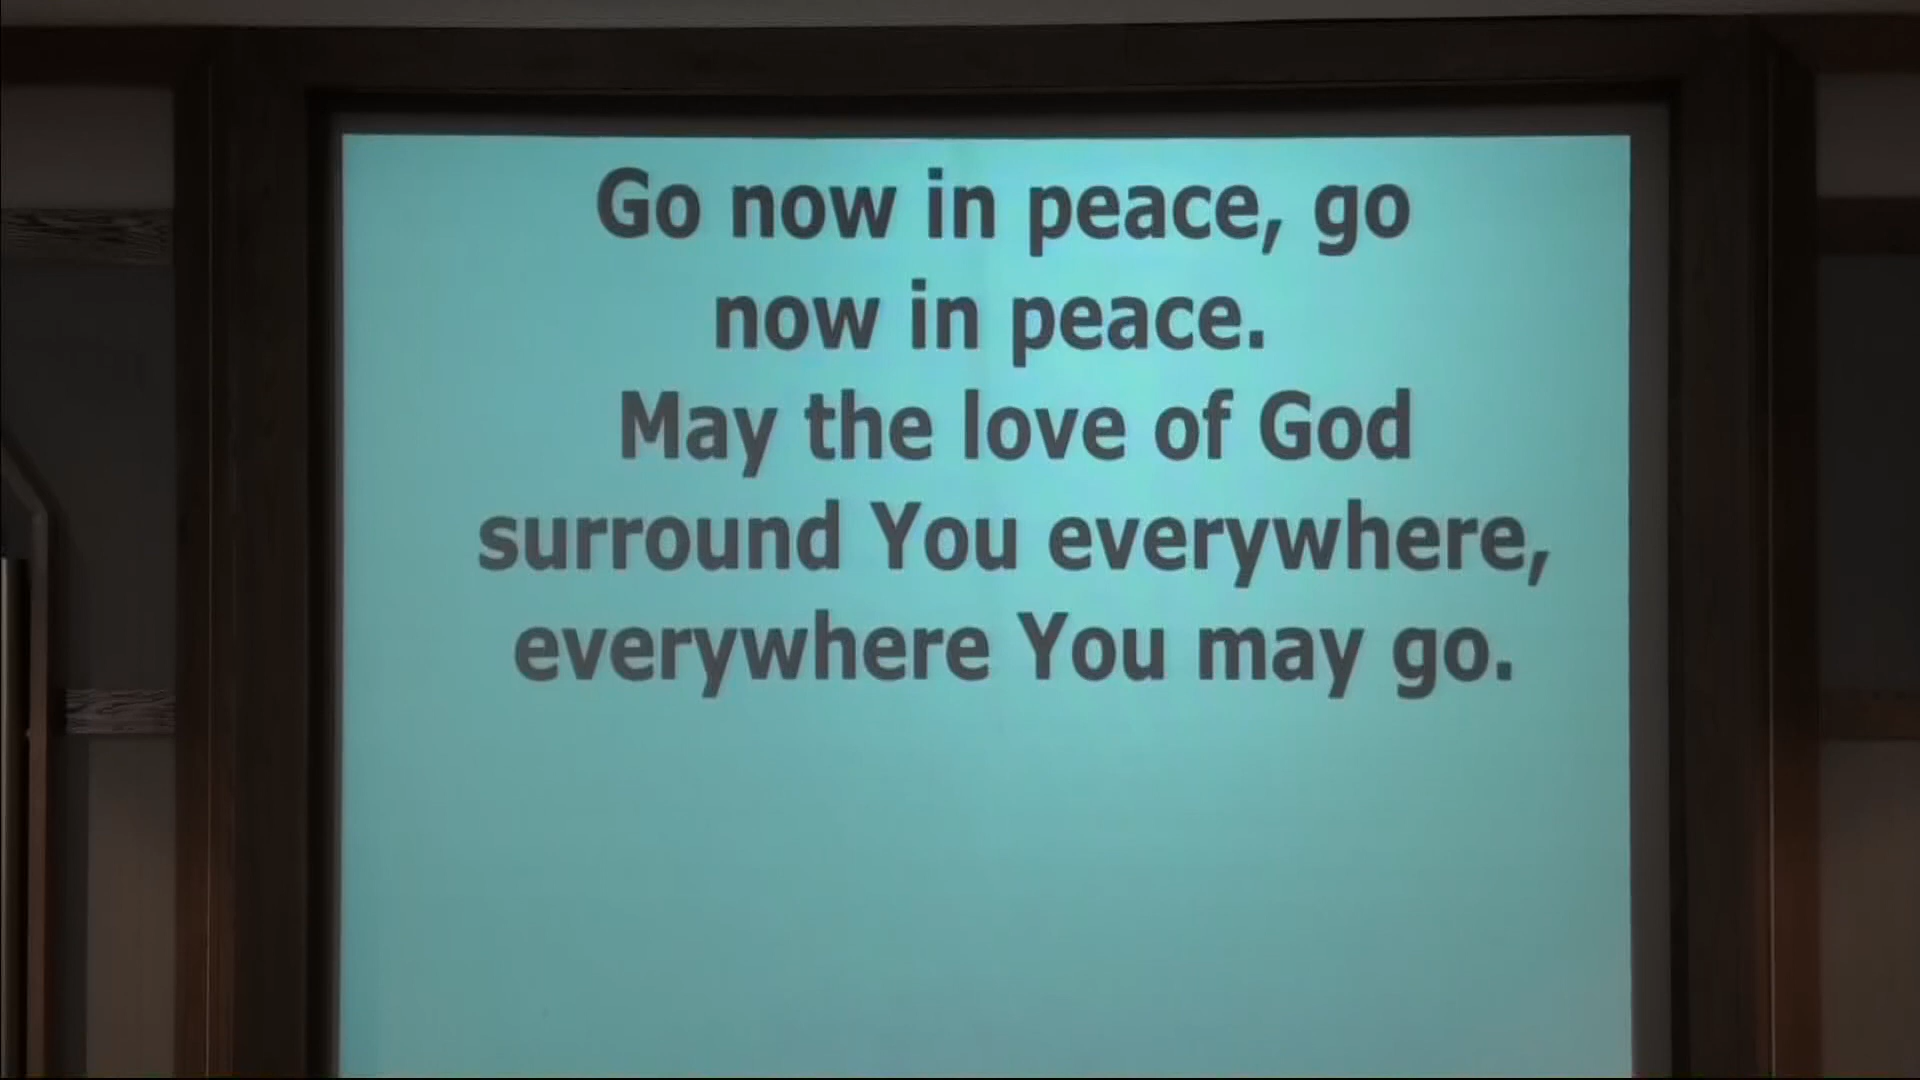 Go now in peace, go
now in peace.
May the love of God
surround You everywhere,
everywhere You may go.